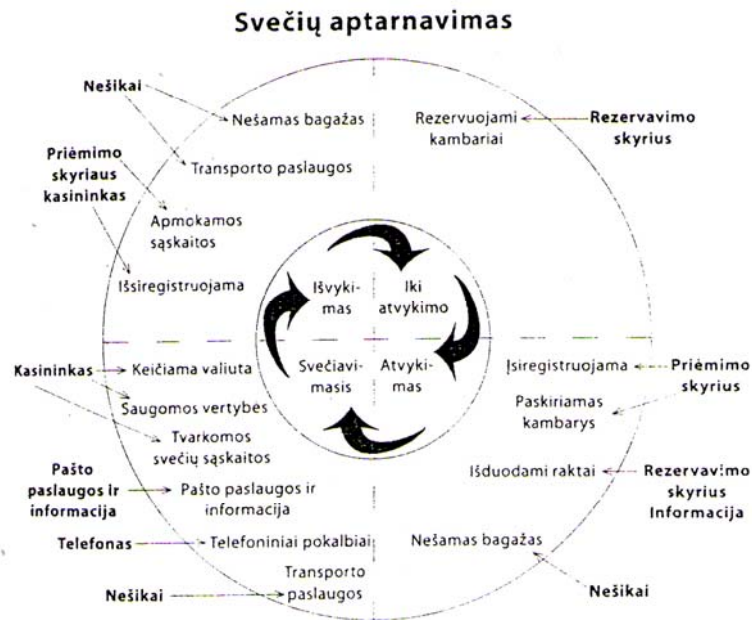 Svečių aptarnavimas
Nešikai
Nešamas bagažas
Transporto paslaugos
Priėmimo
skyriaus
kasininkas
Apmokamos
sąskaitos
Išsiregistruojama
Rezervuojami
kambariai
Rezervavimo
skyrius
Išvyki-
mas
Iki
atvykimo
Svečiavi-
masis
Atvyki-
mas
Kasininkas
Keičiama valiuta
Saugomos vertybės
Tvarkomos
svečių sąskaitos
Pašto
paslaugos ir
informacija
Pašto paslaugos ir
informacija
Telefonas
Telefoniniai pokalbiai
Nešikai
Transporto
paslaugos
Įsiregistruojama
Priėmimo
skyrius
Paskiriamas
kambarys
Išduodami raktai
Rezervavimo
skyrius
Informacija
Nešamas bagažas
Nešikai